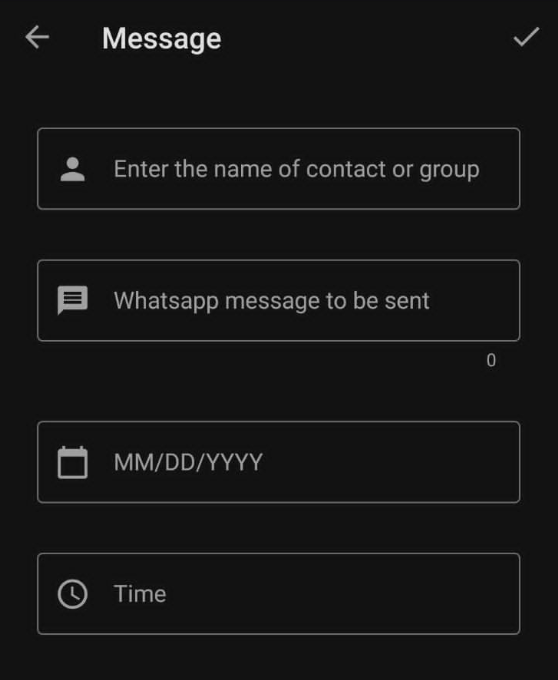 Message
Enter the name of contact or group
Whatsapp message to be sent
0
MM/DD/YYYY
Time